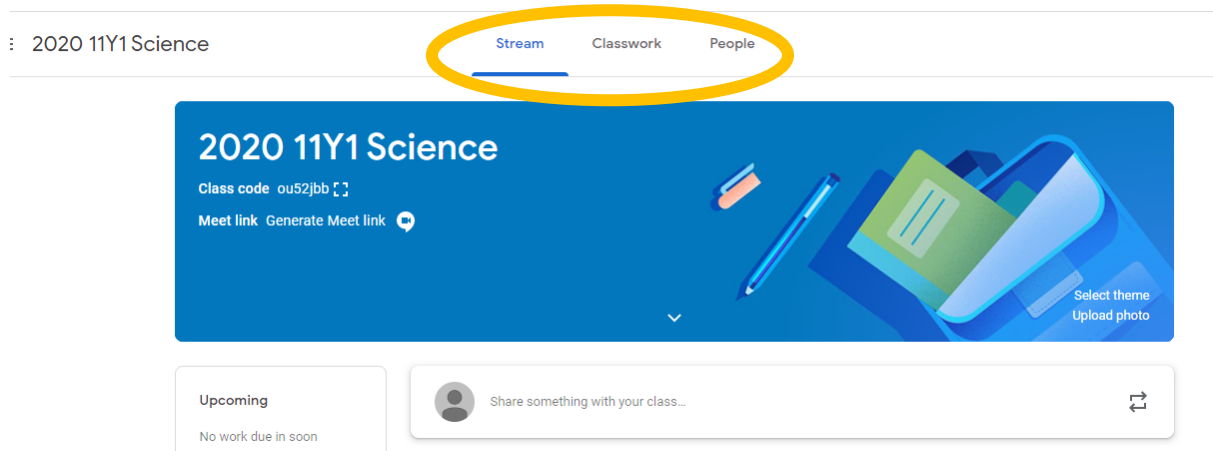 2020 11Y1 Science
Stream Classwork People
2020 11Y1 Science
Class code ou52jbb
Meet link Generate Meet link
Select theme
Upload photo
Upcoming
No work due in soon
Share something with your class...